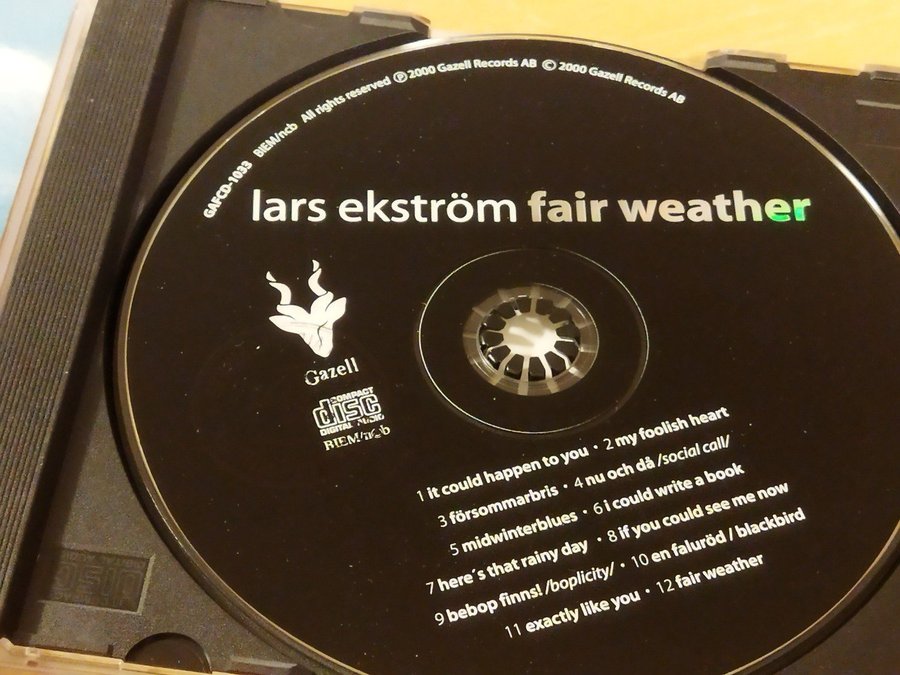 GAFCD-1033 BIEM/ncb All rights reserved ℗ 2000 Gazell Records AB © 2000 Gazell Records AB
lars ekström fair weather
Gazell
COMPACT
disc
DIGITAL AUDIO
BIEM/ncb
1 it could happen to you · 2 my foolish heart
3 försommarbris · 4 nu och då /social call/
5 midwinterblues · 6 i could write a book
7 here´s that rainy day · 8 if you could see me now
9 bebop finns! /boplicity/ · 10 en faluröd / blackbird
11 exactly like you · 12 fair weather